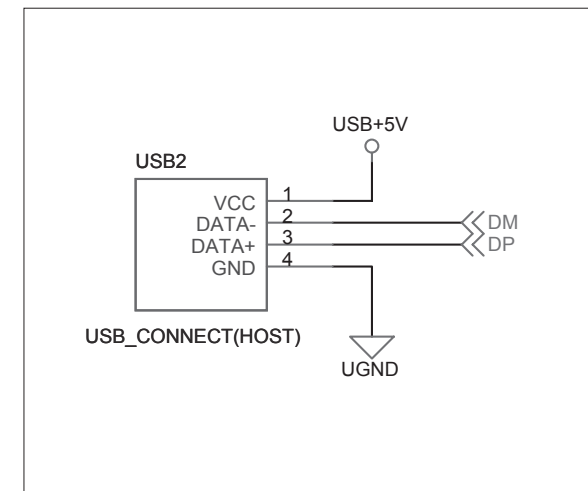 USB+5V
USB2
VCC 1
DATA- 2
DM
DATA+ 3
DP
GND 4
USB_CONNECT(HOST)
UGND